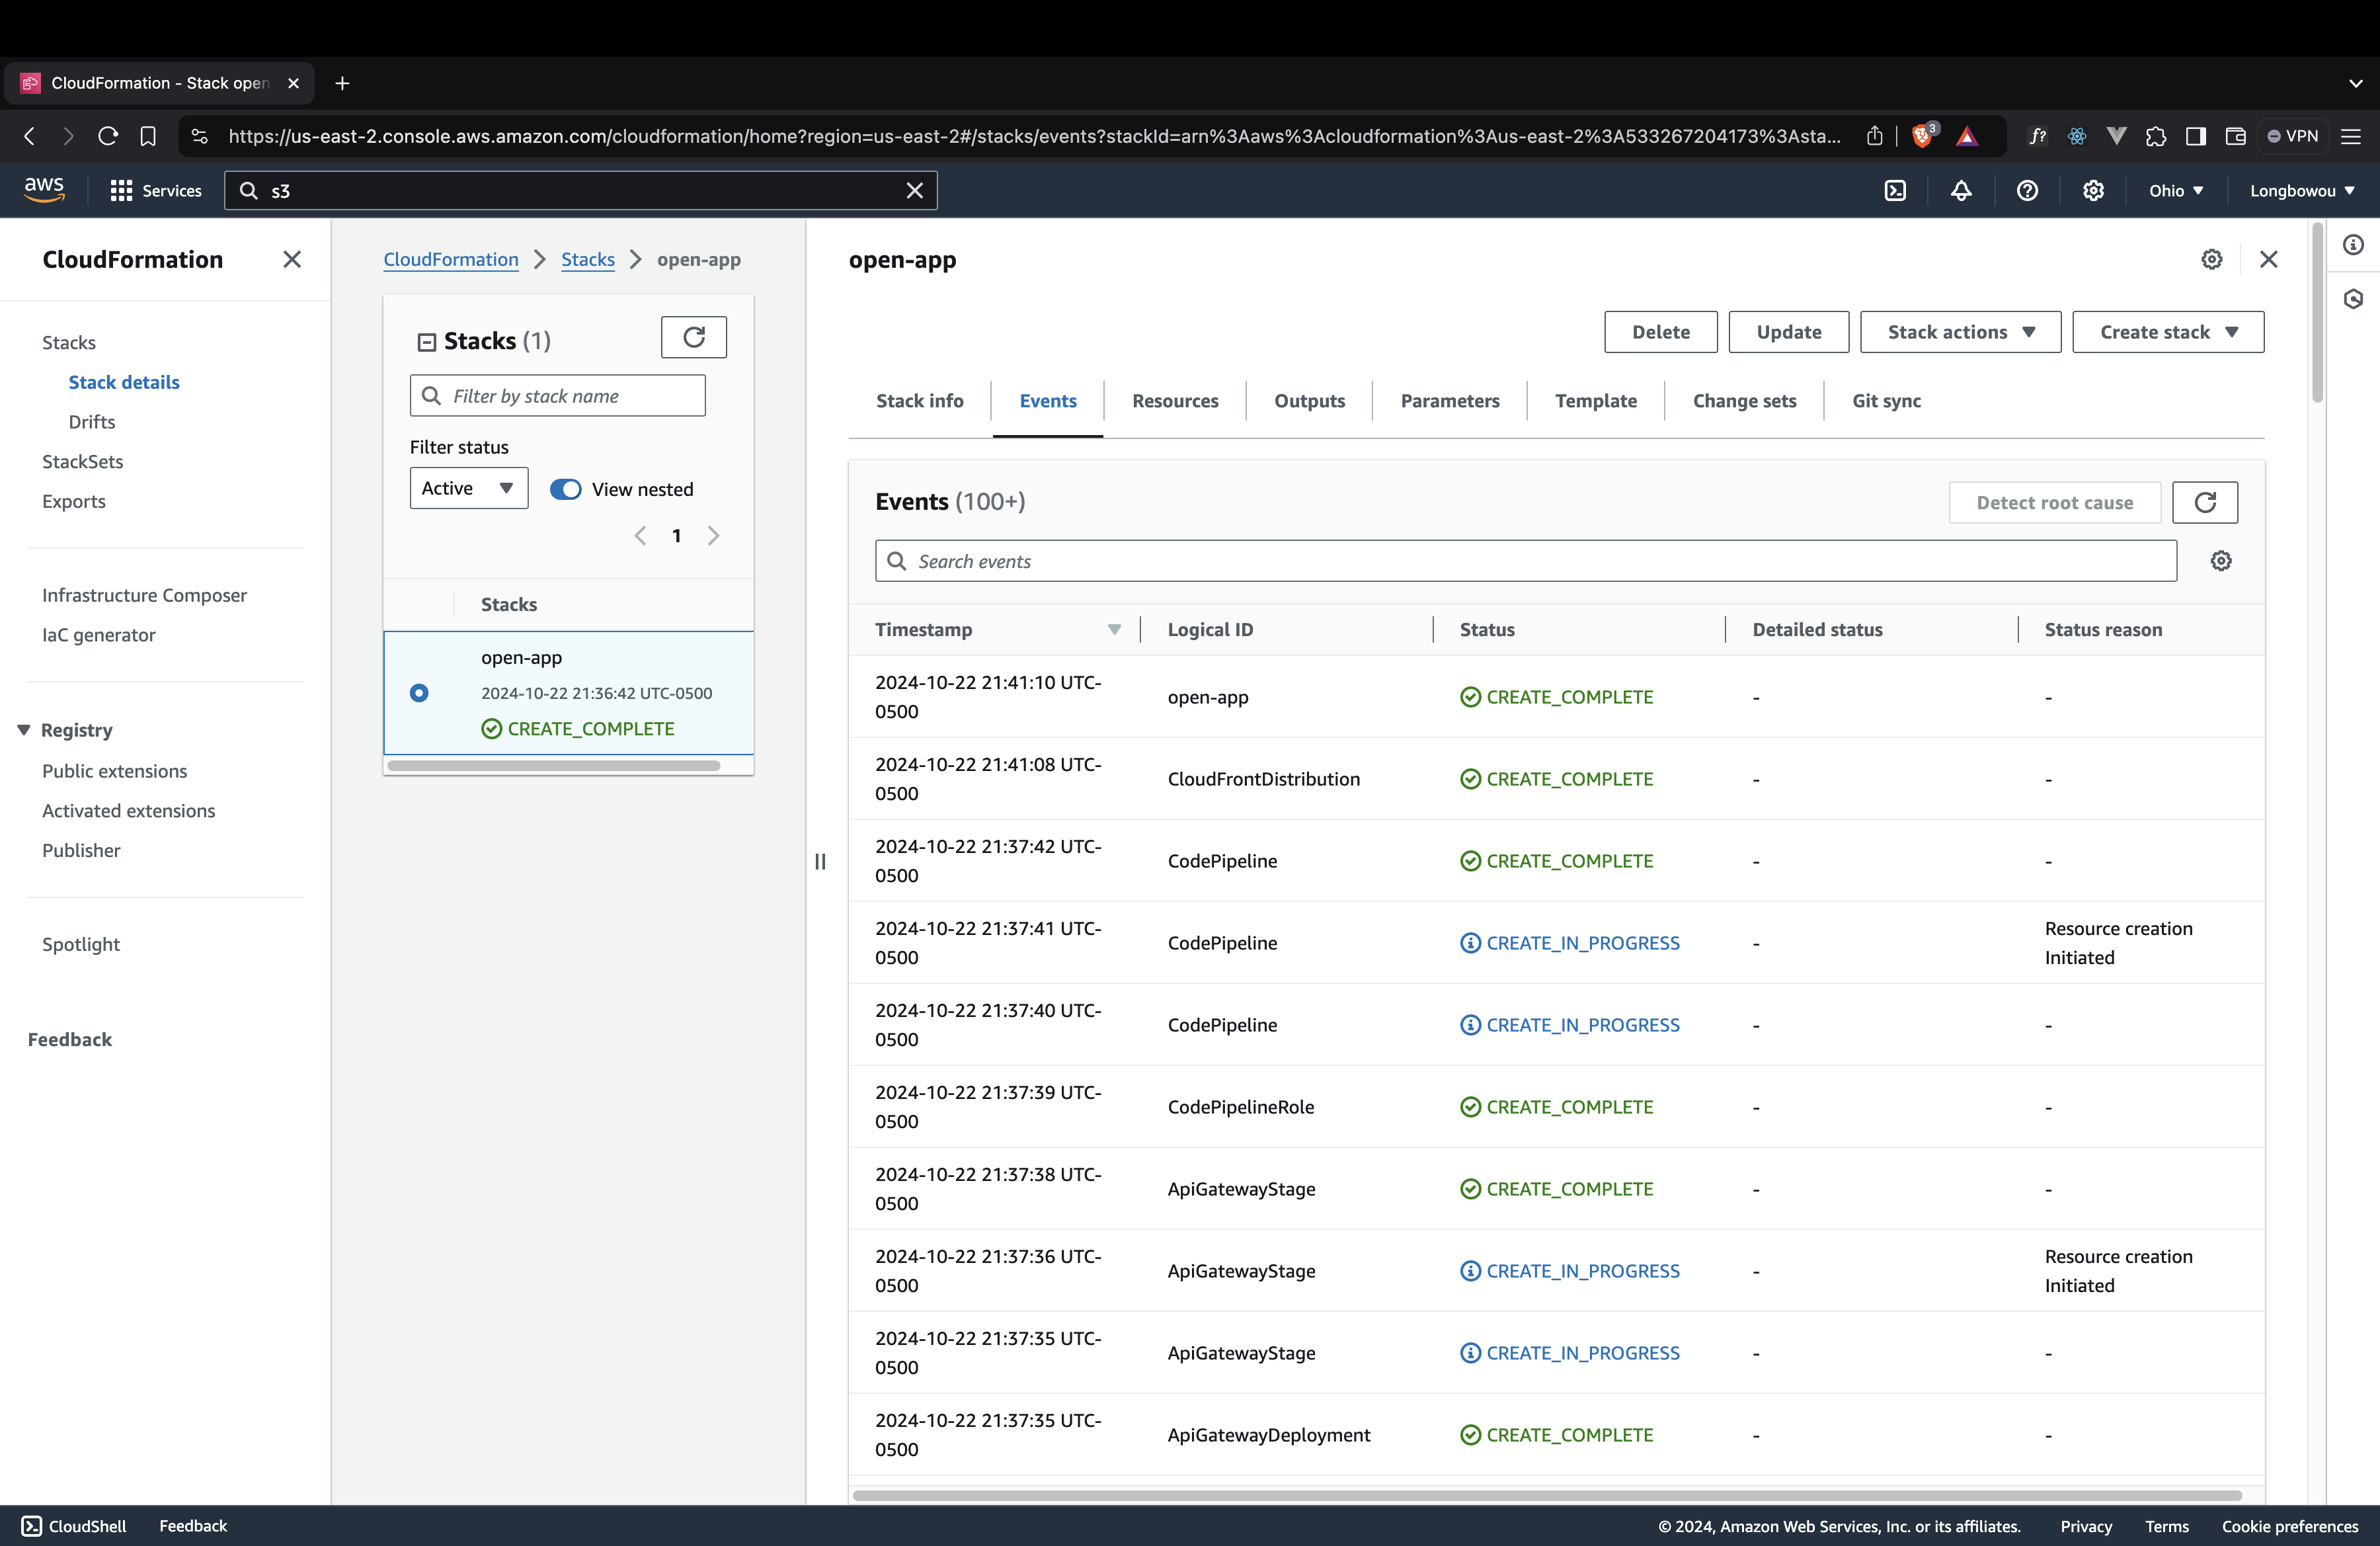 CloudFormation - Stack open
https://us-east-2.console.aws.amazon.com/cloudformation/home?region=us-east-2#/stacks/events?stackId=arn%3Aaws%3Acloudformation%3Aus-east-2%3A533267204173%3Asta...
3
f?
VPN
aws
Services
s3
Ohio
Longbowou
CloudFormation
Stacks
Stack details
Drifts
StackSets
Exports
Infrastructure Composer
IaC generator
Registry
Public extensions
Activated extensions
Publisher
Spotlight
Feedback
CloudFormation
Stacks
open-app
Stacks (1)
Filter by stack name
Filter status
Active
View nested
1
Stacks
open-app
2024-10-22 21:36:42 UTC-0500
CREATE_COMPLETE
open-app
Delete
Update
Stack actions
Create stack
Stack info
Events
Resources
Outputs
Parameters
Template
Change sets
Git sync
Events (100+)
Detect root cause
Search events
Timestamp
Logical ID
Status
Detailed status
Status reason
2024-10-22 21:41:10 UTC-
0500
open-app
CREATE_COMPLETE
-
-
2024-10-22 21:41:08 UTC-
0500
CloudFrontDistribution
CREATE_COMPLETE
-
-
2024-10-22 21:37:42 UTC-
0500
CodePipeline
CREATE_COMPLETE
-
-
2024-10-22 21:37:41 UTC-
0500
CodePipeline
CREATE_IN_PROGRESS
-
Resource creation
Initiated
2024-10-22 21:37:40 UTC-
0500
CodePipeline
CREATE_IN_PROGRESS
-
-
2024-10-22 21:37:39 UTC-
0500
CodePipelineRole
CREATE_COMPLETE
-
-
2024-10-22 21:37:38 UTC-
0500
ApiGatewayStage
CREATE_COMPLETE
-
-
2024-10-22 21:37:36 UTC-
0500
ApiGatewayStage
CREATE_IN_PROGRESS
-
Resource creation
Initiated
2024-10-22 21:37:35 UTC-
0500
ApiGatewayStage
CREATE_IN_PROGRESS
-
-
2024-10-22 21:37:35 UTC-
0500
ApiGatewayDeployment
CREATE_COMPLETE
-
-
CloudShell
Feedback
© 2024, Amazon Web Services, Inc. or its affiliates.
Privacy
Terms
Cookie preferences